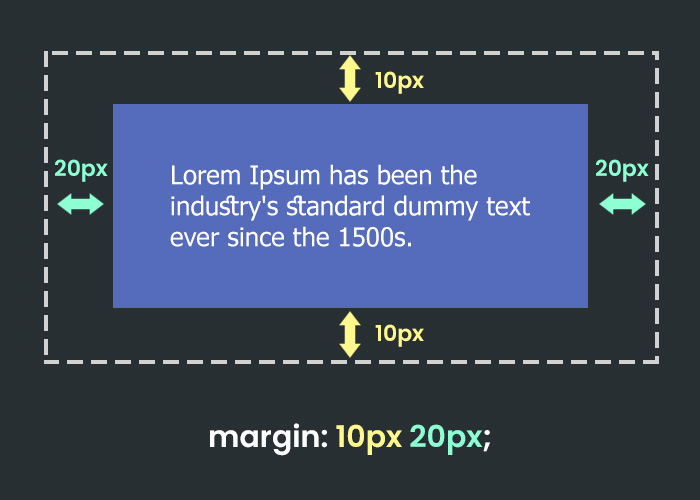 10px
20px
20px
Lorem Ipsum has been the
industry's standard dummy text
ever since the 1500s.
10px
margin: 10px 20px;